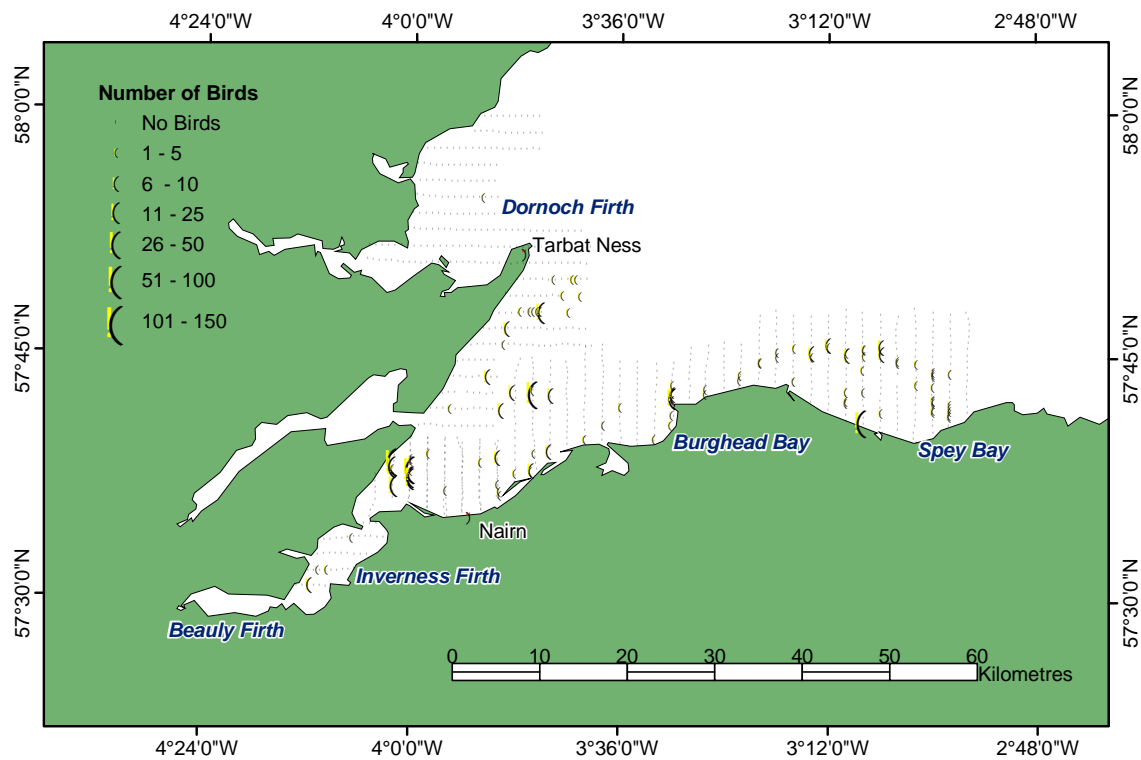 4°24'0"W 4°0'0"W 3°36'0"W 3°12'0"W 2°48'0"W
58°0'0"N
58°0'0"N
Number of Birds
No Birds
1 - 5
6 - 10
11 - 25
26 - 50
51 - 100
101 - 150
Dornoch Firth
Tarbat Ness
57°45'0"N
57°45'0"N
Burghead Bay
Spey Bay
Nairn
Inverness Firth
57°30'0"N
57°30'0"N
Beauly Firth
0 10 20 30 40 50 60
Kilometres
4°24'0"W 4°0'0"W 3°36'0"W 3°12'0"W 2°48'0"W